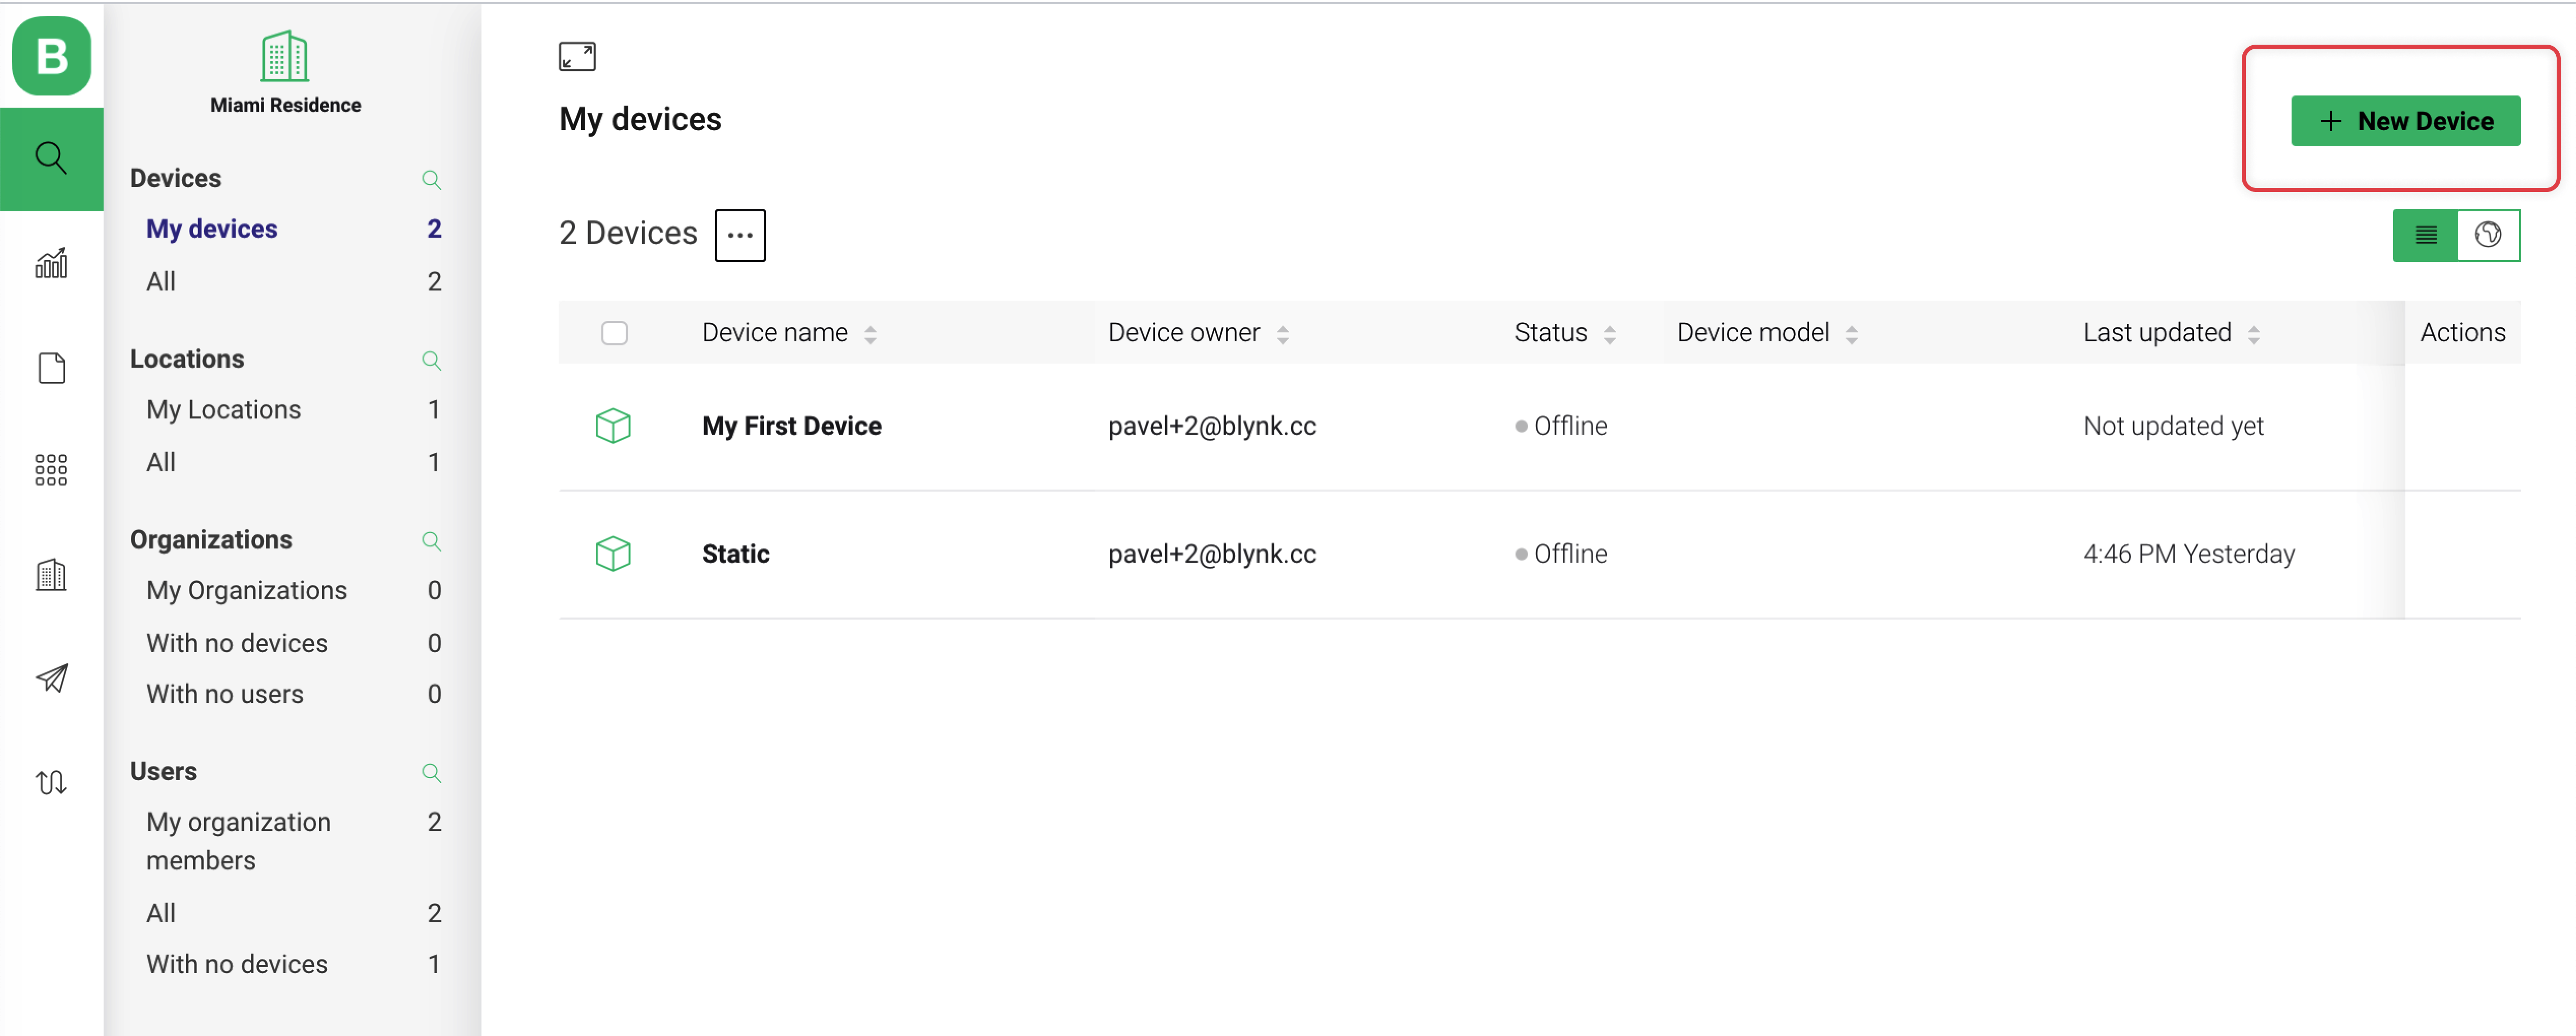 B
Miami Residence
Devices
My devices 2
All 2
Locations
My Locations 1
All 1
Organizations
My Organizations 0
With no devices 0
With no users 0
Users
My organization 2
members
All 2
With no devices 1
My devices
+ New Device
2 Devices ...
Device name Device owner Status Device model Last updated Actions
My First Device pavel+2@blynk.cc Offline Not updated yet
Static pavel+2@blynk.cc Offline 4:46 PM Yesterday